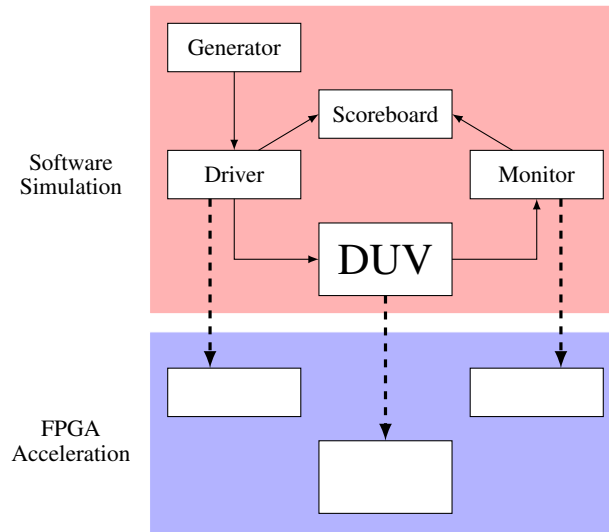 Generator
Scoreboard
Software
Simulation
Driver
Monitor
DUV
FPGA
Acceleration